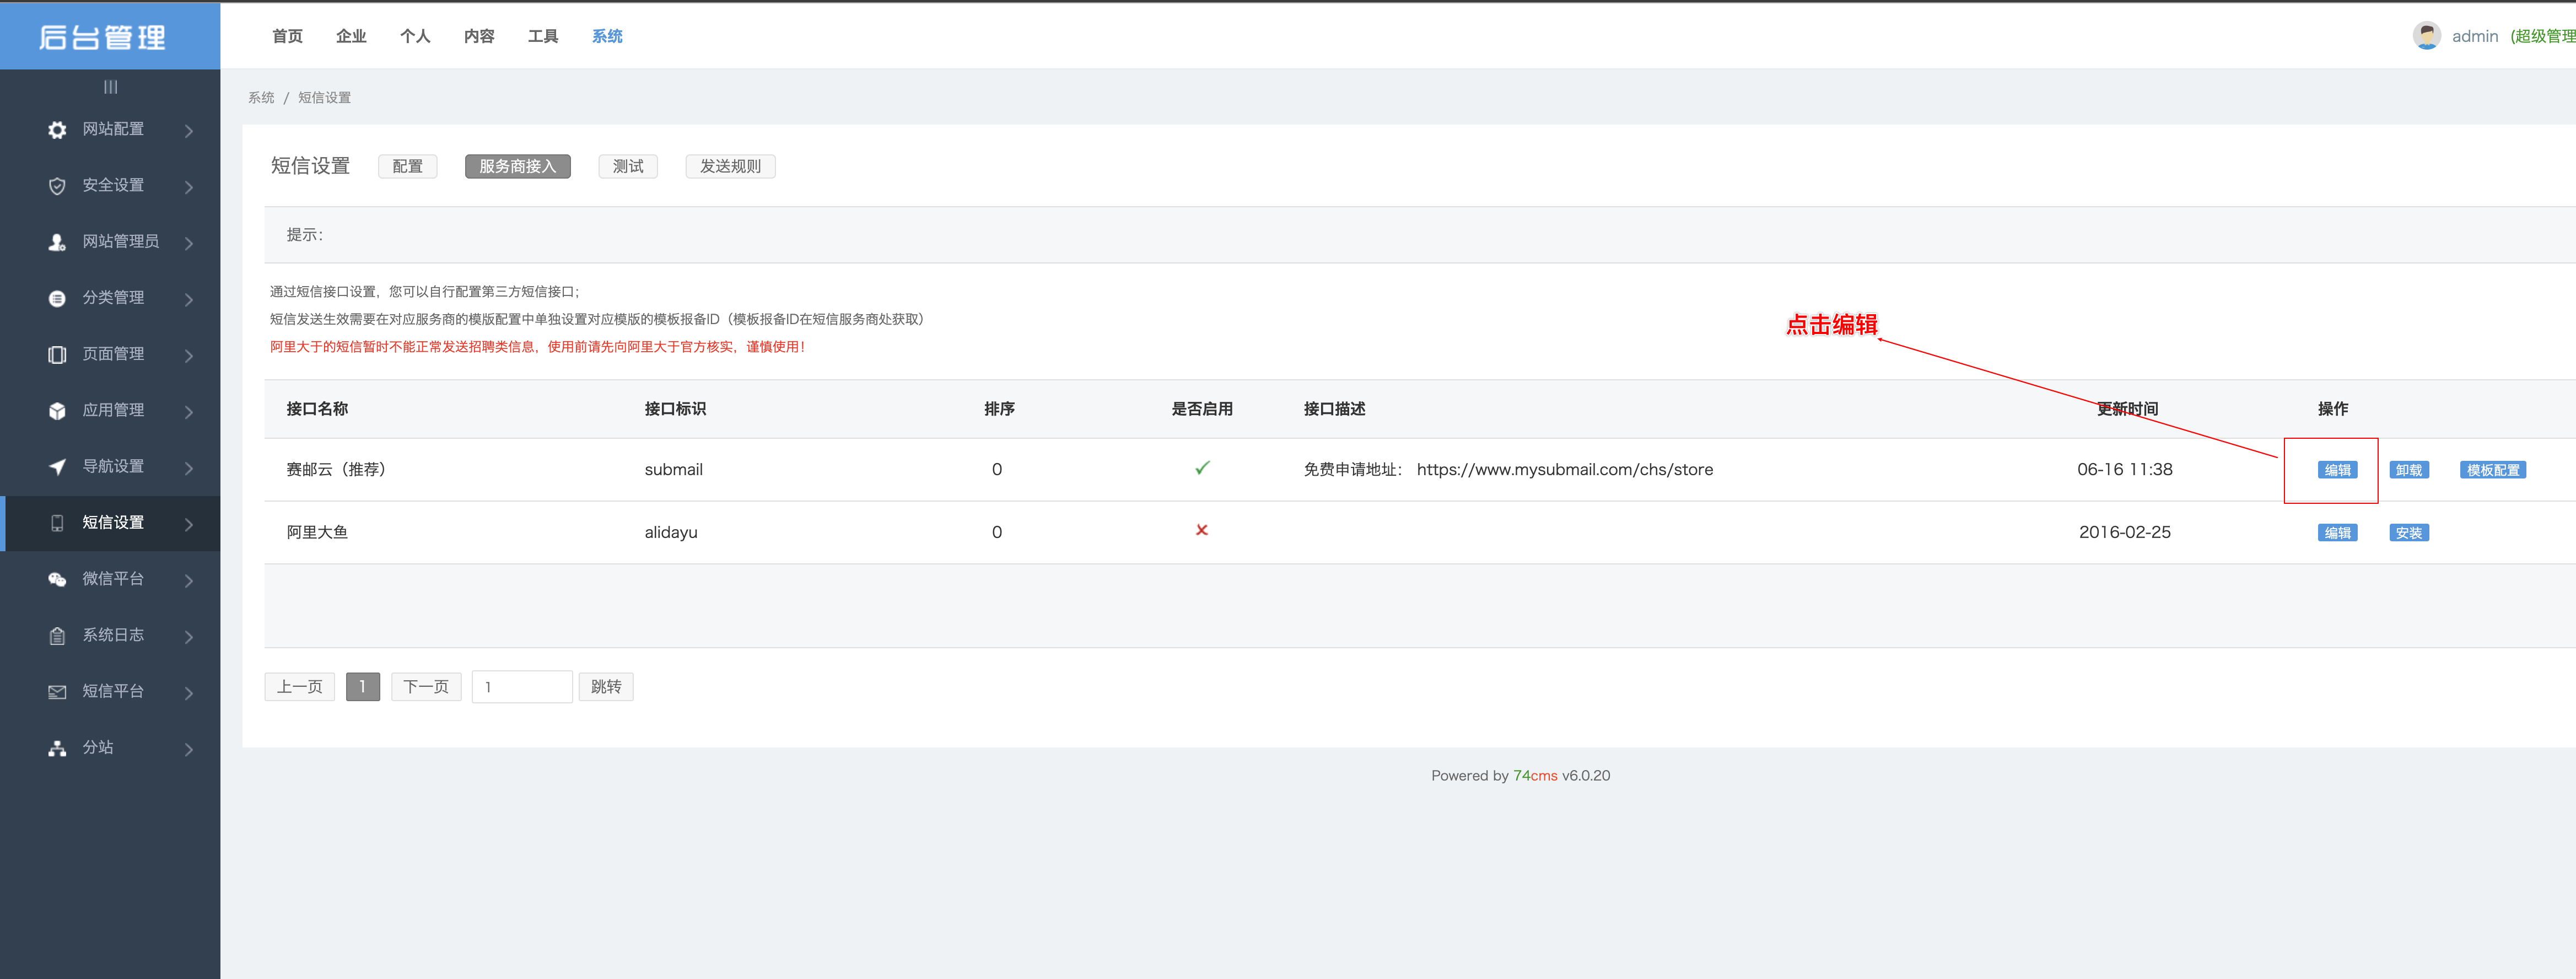 后台管理
首页 企业 个人 内容 工具 系统
admin (超级管理
网站配置
安全设置
网站管理员
分类管理
页面管理
应用管理
导航设置
短信设置
微信平台
系统日志
短信平台
分站
系统 / 短信设置
短信设置 配置 服务商接入 测试 发送规则
提示：
通过短信接口设置，您可以自行配置第三方短信接口；
短信发送生效需要在对应服务商的模版配置中单独设置对应模版的模板报备ID（模板报备ID在短信服务商处获取）
阿里大于的短信暂时不能正常发送招聘类信息，使用前请先向阿里大于官方核实，谨慎使用！
点击编辑
接口名称 接口标识 排序 是否启用 接口描述 更新时间 操作
赛邮云（推荐） submail 0 免费申请地址： https://www.mysubmail.com/chs/store 06-16 11:38 编辑 卸载 模板配置
阿里大鱼 alidayu 0 2016-02-25 编辑 安装
上一页 1 下一页 1 跳转
Powered by 74cms v6.0.20